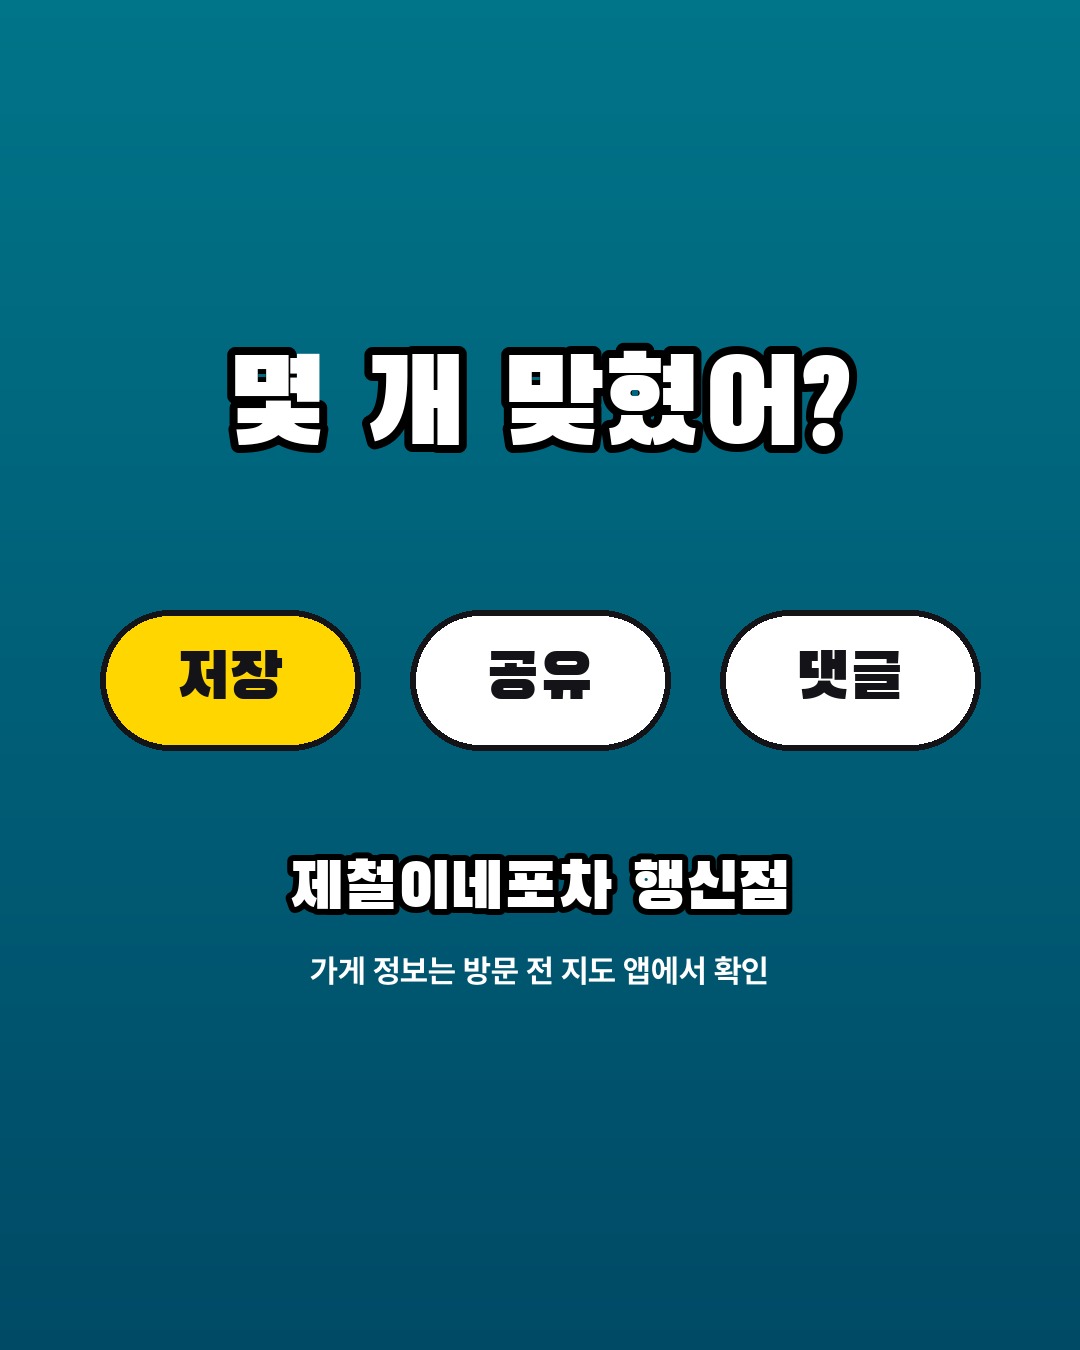 몇 개 맞혔어?
저장 공유 댓글
제철이네포차 행신점
가게 정보는 방문 전 지도 앱에서 확인